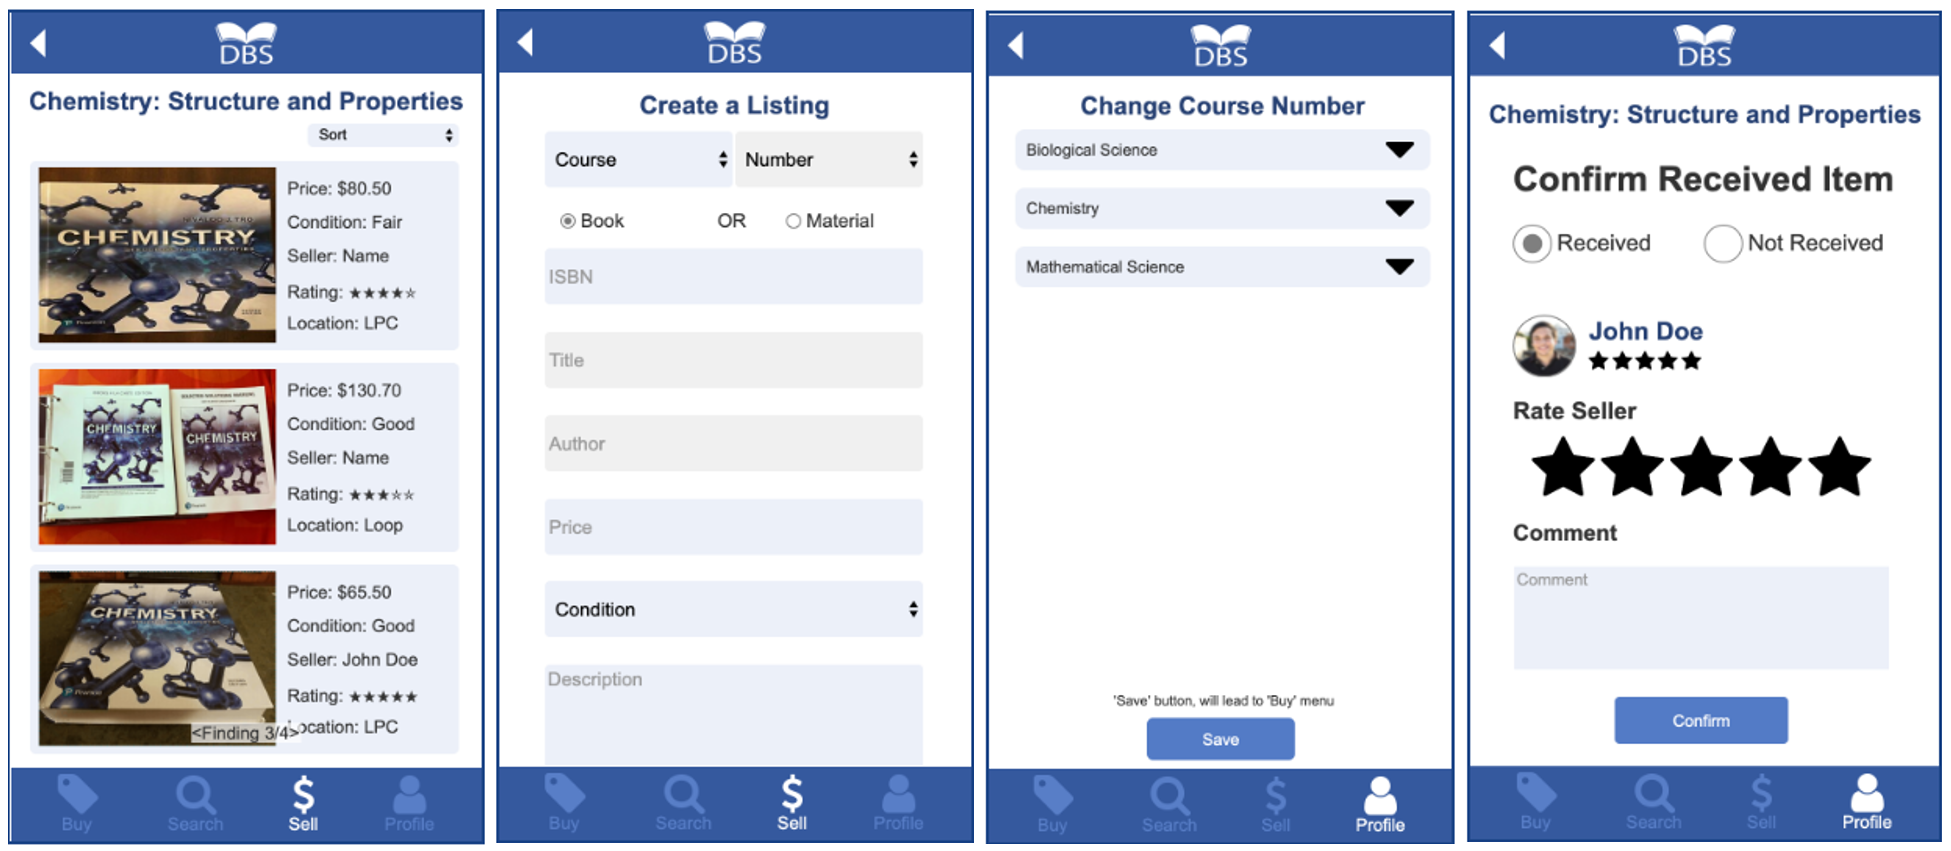 DBS
Chemistry: Structure and Properties
Sort
CHEMISTRY
Price: $80.50
Condition: Fair
Seller: Name
Rating: ★★★★☆
Location: LPC
CHEMISTRY
CHEMISTRY
Price: $130.70
Condition: Good
Seller: Name
Rating: ★★★☆☆
Location: Loop
CHEMISTRY
Price: $65.50
Condition: Good
Seller: John Doe
Rating: ★★★★★
Location: LPC
<Finding 3/4>
Buy Search Sell Profile
DBS
Create a Listing
Course Number
Book OR Material
ISBN
Title
Author
Price
Condition
Description
Buy Search Sell Profile
DBS
Change Course Number
Biological Science
Chemistry
Mathematical Science
'Save' button, will lead to 'Buy' menu
Save
Buy Search Sell Profile
DBS
Chemistry: Structure and Properties
Confirm Received Item
Received Not Received
John Doe
★★★★★
Rate Seller
★★★★★
Comment
Comment
Confirm
Buy Search Sell Profile